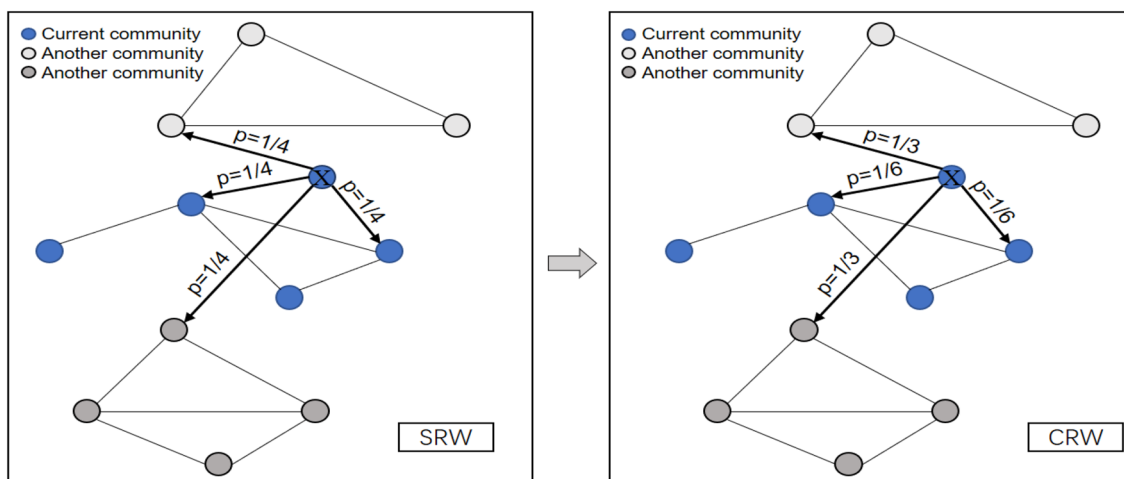 Current community
Another community
Another community
p=1/4
p=1/4
X
p=1/4
p=1/4
SRW
Current community
Another community
Another community
p=1/3
p=1/6
X
p=1/6
p=1/3
CRW